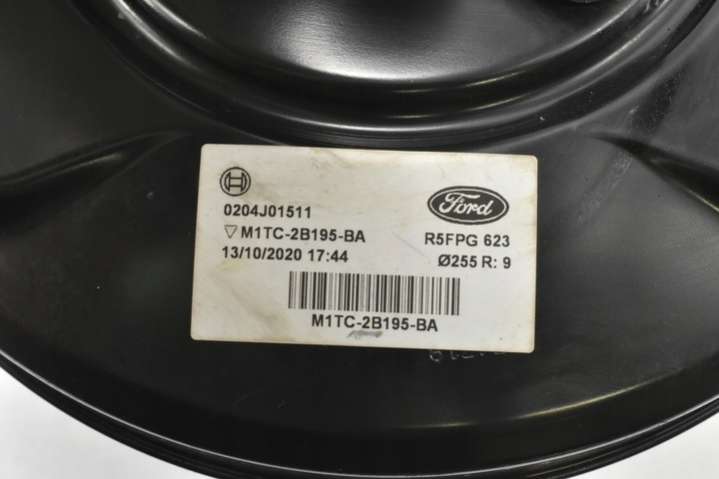 0204J01511
Ford
▽ M1TC-2B195-BA
R5FPG 623
13/10/2020 17:44
Ø255 R: 9
M1TC-2B195-BA